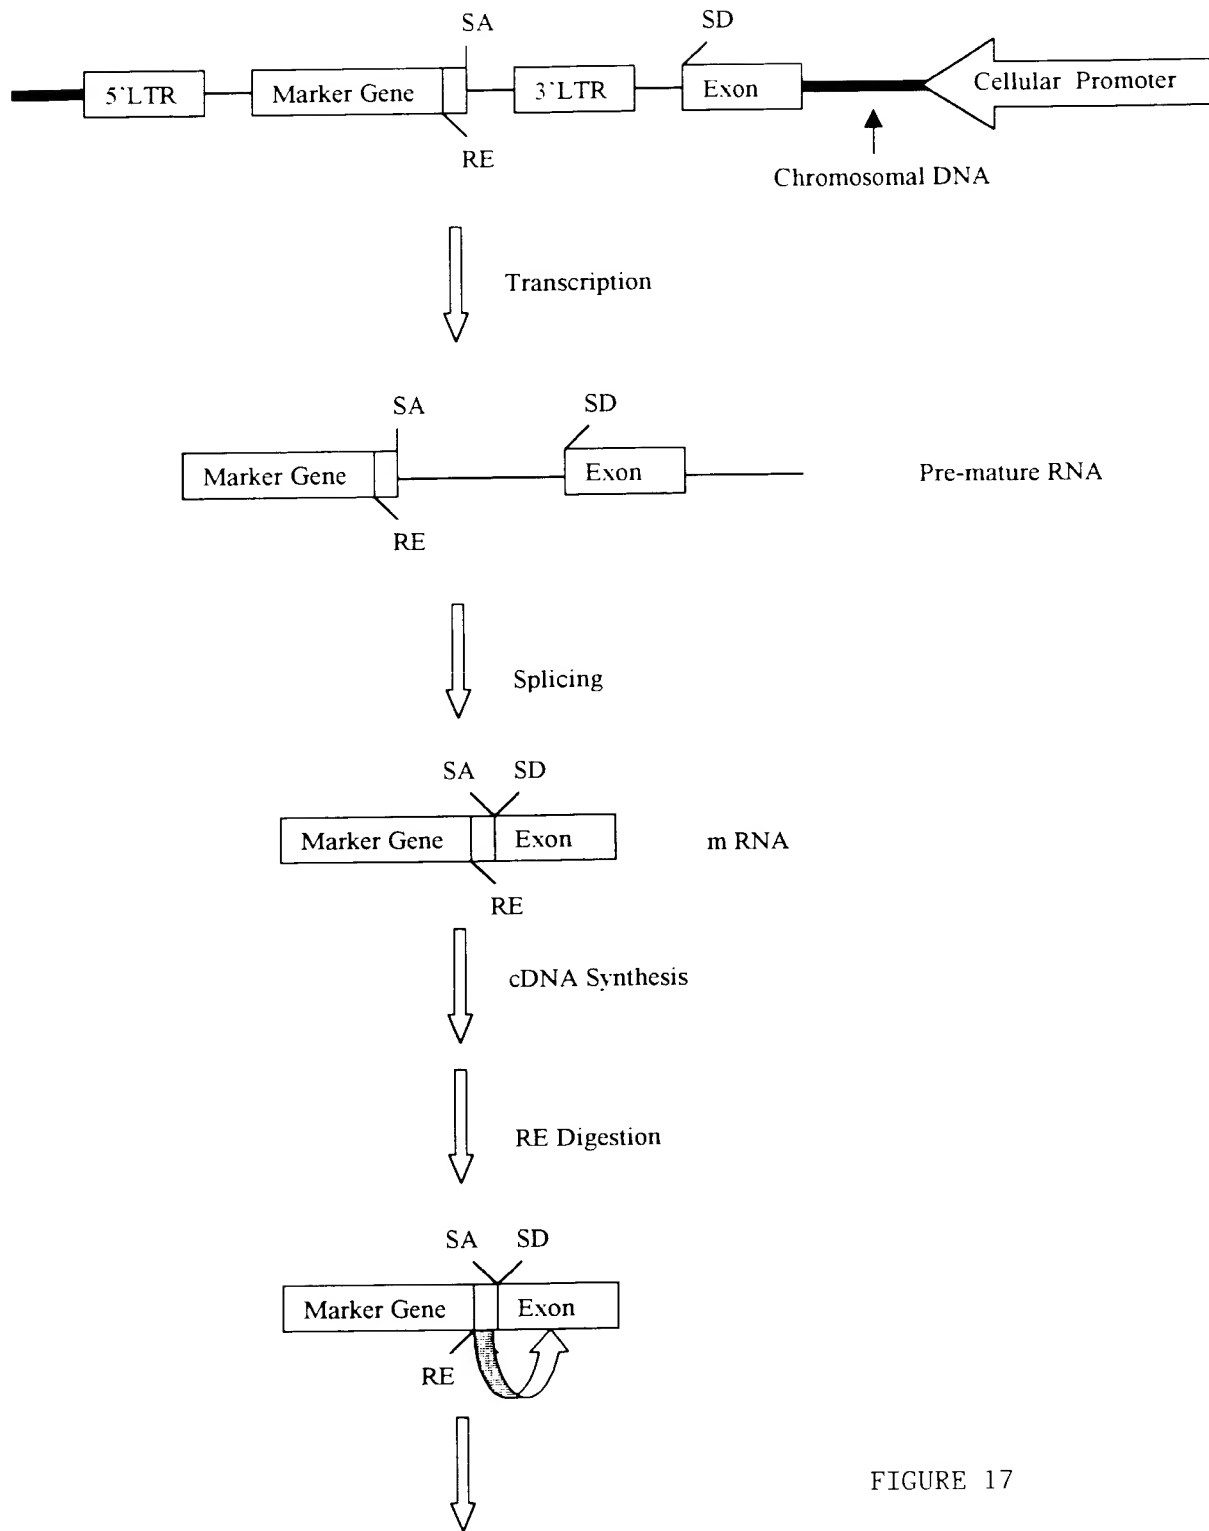 SA
SD
5'LTR
Marker Gene
3'LTR
Exon
Cellular Promoter
RE
Chromosomal DNA
Transcription
SA
SD
Marker Gene
Exon
Pre-mature RNA
RE
Splicing
SA
SD
Marker Gene
Exon
m RNA
RE
cDNA Synthesis
RE Digestion
SA
SD
Marker Gene
Exon
RE
FIGURE 17